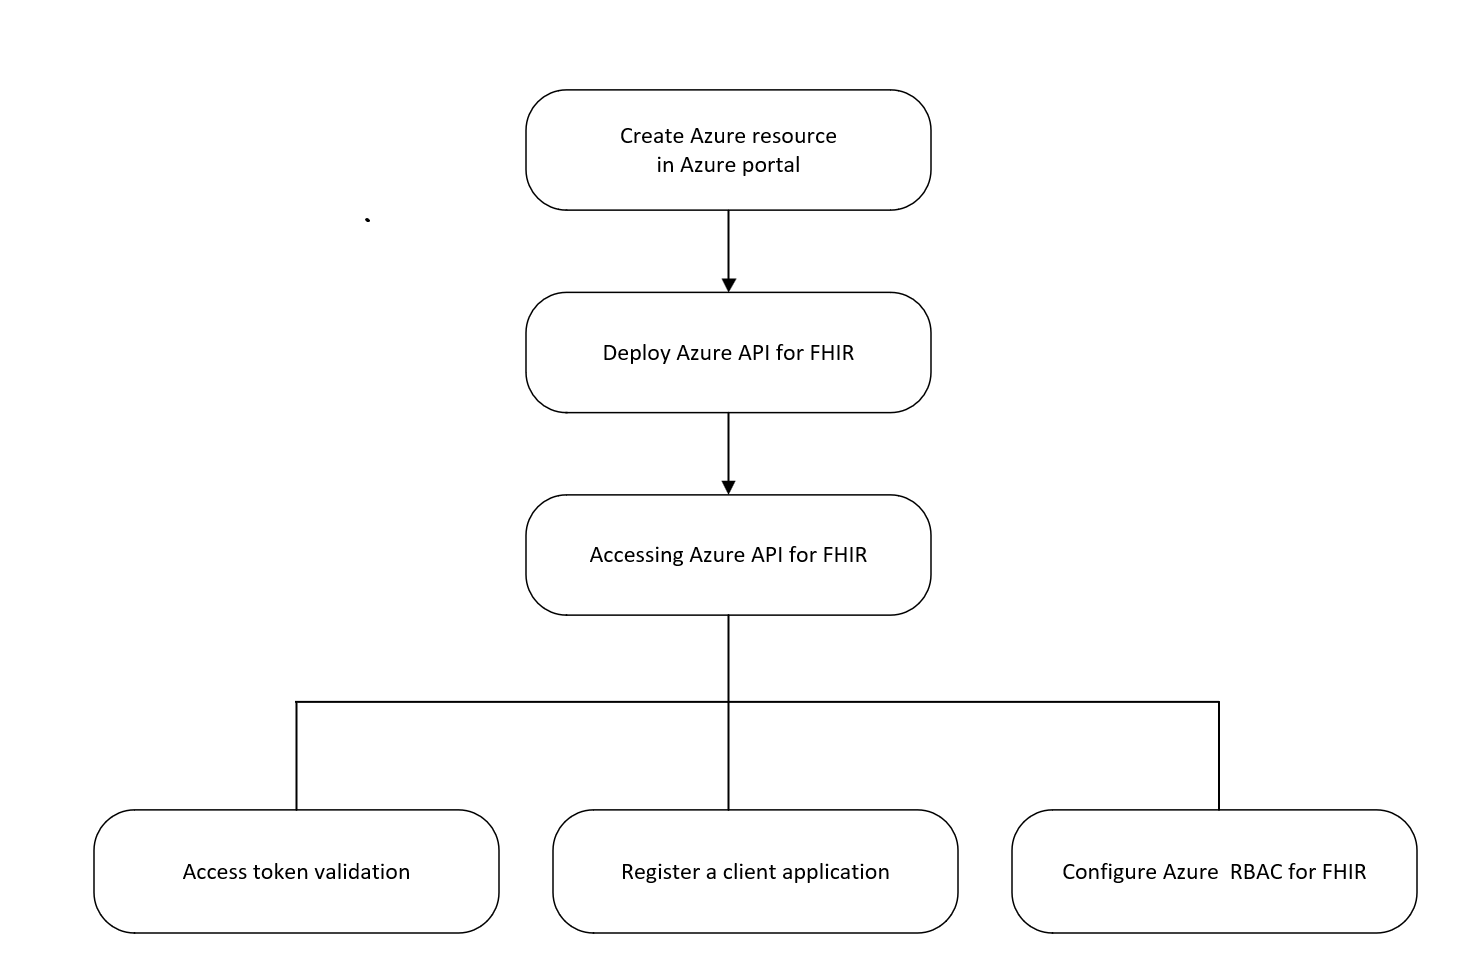 Create Azure resource
in Azure portal
Deploy Azure API for FHIR
Accessing Azure API for FHIR
Access token validation
Register a client application
Configure Azure  RBAC for FHIR